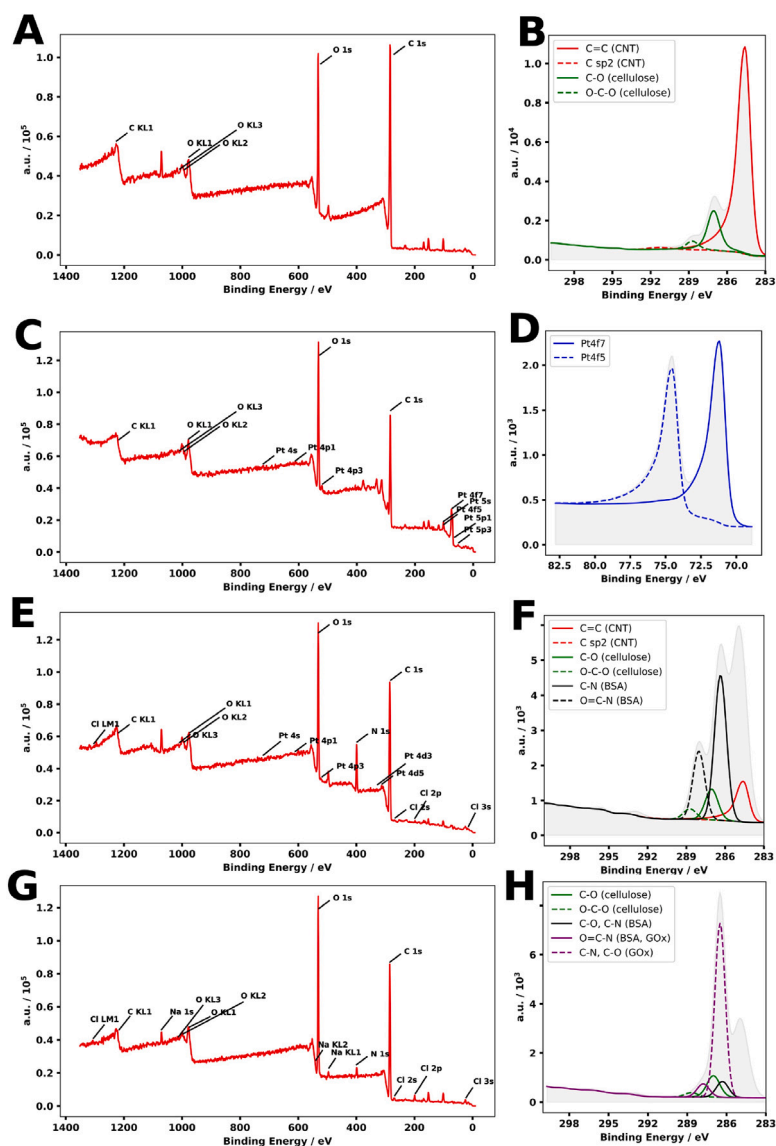 A
O 1s
C 1s
C KL1
O KL3
O KL1
O KL2
a.u. / 10^5
1.0
0.8
0.6
0.4
0.2
0.0
1400 1200 1000 800 600 400 200 0
Binding Energy / eV
B
C=C (CNT)
C sp2 (CNT)
C-O (cellulose)
O-C-O (cellulose)
a.u. / 10^4
1.0
0.8
0.6
0.4
0.2
0.0
298 295 292 289 286 283
Binding Energy / eV
C
O 1s
C 1s
C KL1
O KL3
O KL1
O KL2
Pt 4s
Pt 4p1
Pt 4p3
Pt 4f7
Pt 5s
Pt 4f5
Pt 5p1
Pt 5p3
a.u. / 10^5
1.2
1.0
0.8
0.6
0.4
0.2
0.0
1400 1200 1000 800 600 400 200 0
Binding Energy / eV
D
Pt4f7
Pt4f5
a.u. / 10^3
2.0
1.5
1.0
0.5
0.0
82.5 80.0 77.5 75.0 72.5 70.0
Binding Energy / eV
E
O 1s
C 1s
Cl LM1
C KL1
O KL1
O KL2
O KL3
Pt 4s
Pt 4p1
N 1s
Pt 4p3
Pt 4d3
Pt 4d5
Cl 2s
Cl 2p
Cl 3s
a.u. / 10^5
1.2
1.0
0.8
0.6
0.4
0.2
0.0
1400 1200 1000 800 600 400 200 0
Binding Energy / eV
F
C=C (CNT)
C sp2 (CNT)
C-O (cellulose)
O-C-O (cellulose)
C-N (BSA)
O=C-N (BSA)
a.u. / 10^3
5
4
3
2
1
0
298 295 292 289 286 283
Binding Energy / eV
G
O 1s
C 1s
Cl LM1
C KL1
Na 1s
O KL3
O KL2
O KL1
Na KL2
Na KL1
N 1s
Cl 2s
Cl 2p
Cl 3s
a.u. / 10^5
1.2
1.0
0.8
0.6
0.4
0.2
0.0
1400 1200 1000 800 600 400 200 0
Binding Energy / eV
H
C-O (cellulose)
O-C-O (cellulose)
C-O, C-N (BSA)
O=C-N (BSA, GOx)
C-N, C-O (GOx)
a.u. / 10^3
8
6
4
2
0
298 295 292 289 286 283
Binding Energy / eV